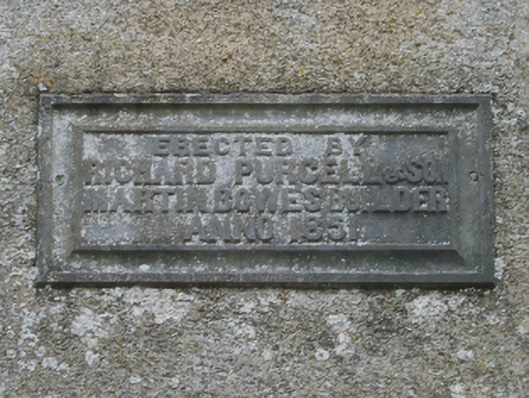 ERECTED BY
RICHARD PURCELL & SON
MARTIN BOWES BUILDER
ANNO 1851